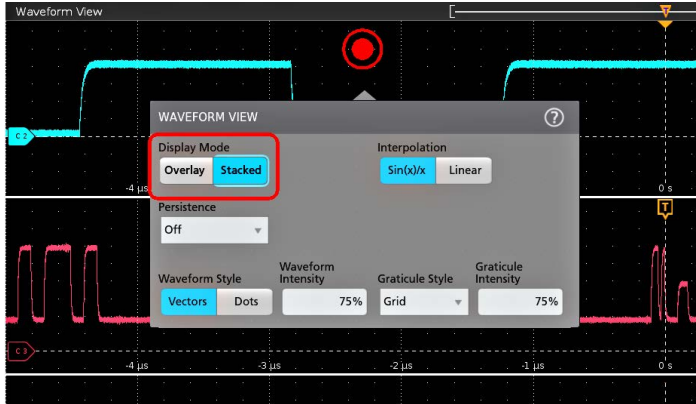 Waveform View
T
C 2
WAVEFORM VIEW
?
Display Mode
Interpolation
Overlay Stacked
Sin(x)/x Linear
-4 µs
0 s
Persistence
T
Off
Waveform Style
Waveform Intensity
Graticule Style
Graticule Intensity
Vectors Dots
75%
Grid
75%
C 3
-4 µs
-3 µs
-2 µs
-1 µs
0 s